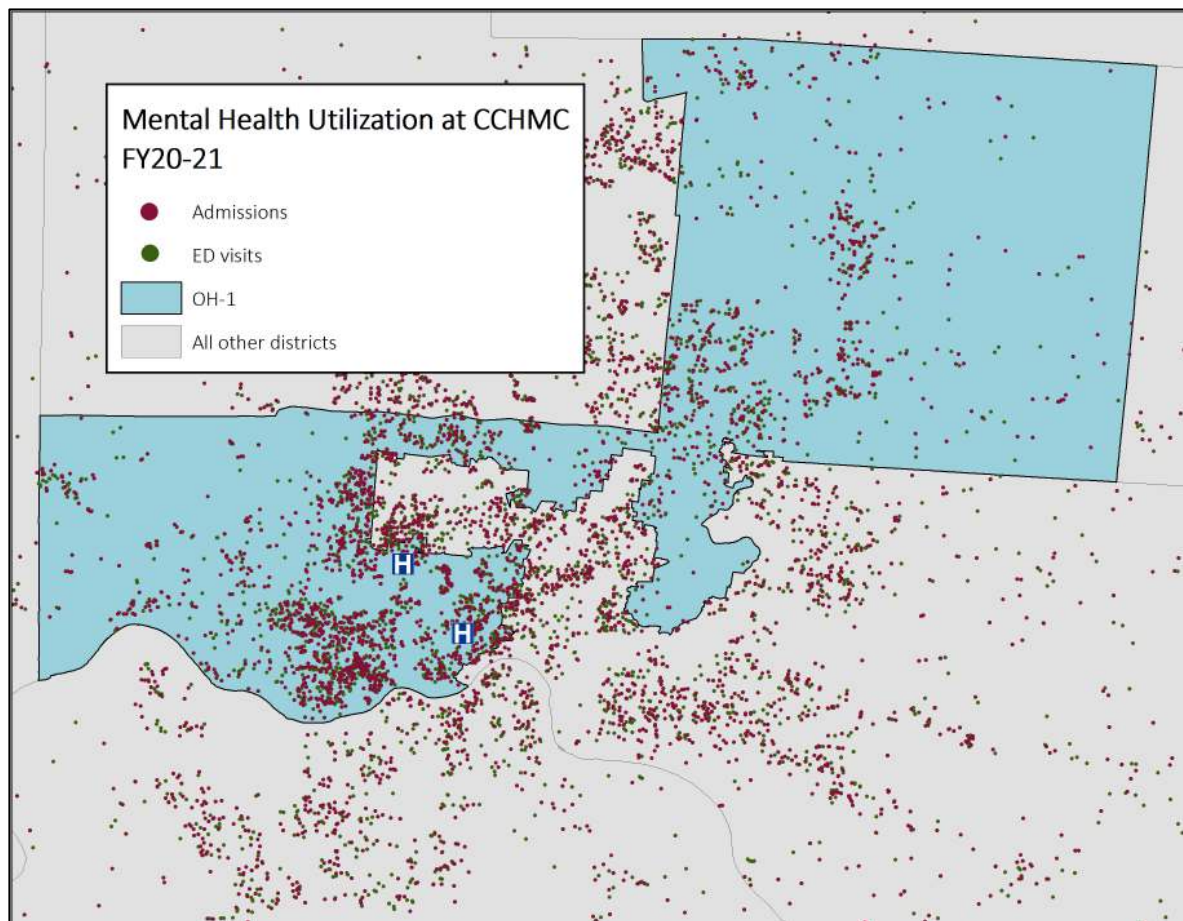 Mental Health Utilization at CCHMC
FY20-21
Admissions
ED visits
OH-1
All other districts
H
H